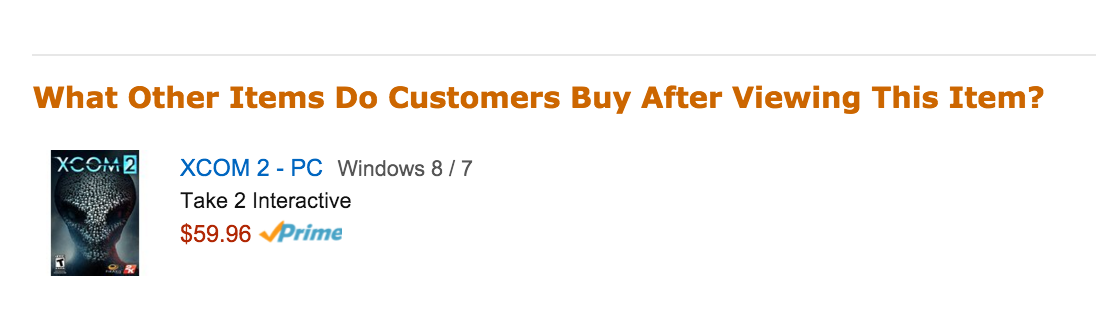 What Other Items Do Customers Buy After Viewing This Item?
XCOM 2
XCOM 2 - PC Windows 8 / 7
Take 2 Interactive
$59.96 Prime
T
2K